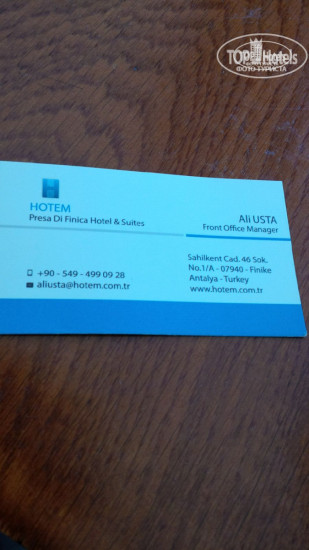 TOP Hotels
ФОТО ТУРИСТА
HOTEM
Presa Di Finica Hotel & Suites
Ali USTA
Front Office Manager
+90 - 549 - 499 09 28
aliusta@hotem.com.tr
Sahilkent Cad. 46 Sok.
No.1/A - 07940 - Finike
Antalya - Turkey
www.hotem.com.tr